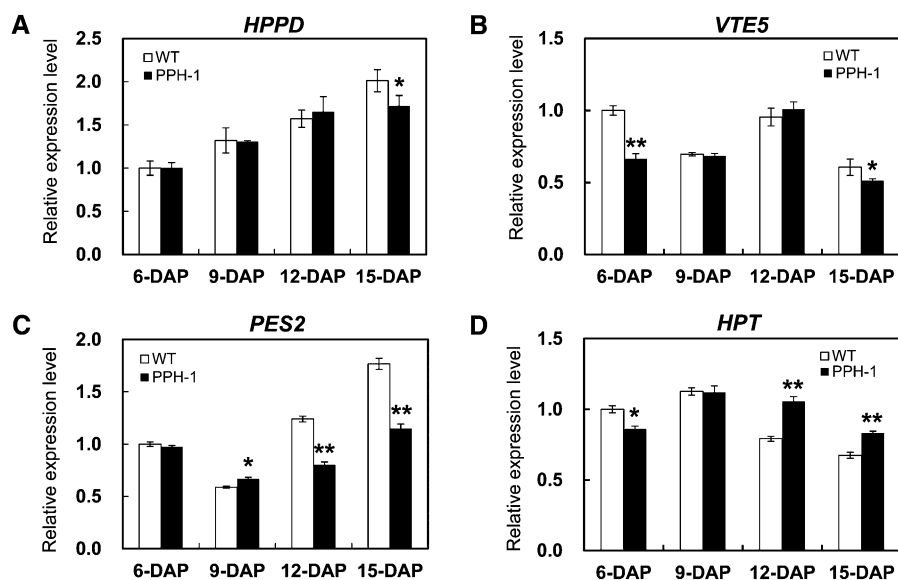 A
HPPD
Relative expression level
2.5
2.0
1.5
1.0
0.5
0.0
WT
PPH-1
*
6-DAP 9-DAP 12-DAP 15-DAP
B
VTE5
Relative expression level
1.5
1.0
0.5
0.0
WT
PPH-1
**
*
6-DAP 9-DAP 12-DAP 15-DAP
C
PES2
Relative expression level
2.0
1.5
1.0
0.5
0.0
WT
PPH-1
*
**
**
6-DAP 9-DAP 12-DAP 15-DAP
D
HPT
Relative expression level
1.5
1.0
0.5
0.0
WT
PPH-1
*
**
**
6-DAP 9-DAP 12-DAP 15-DAP